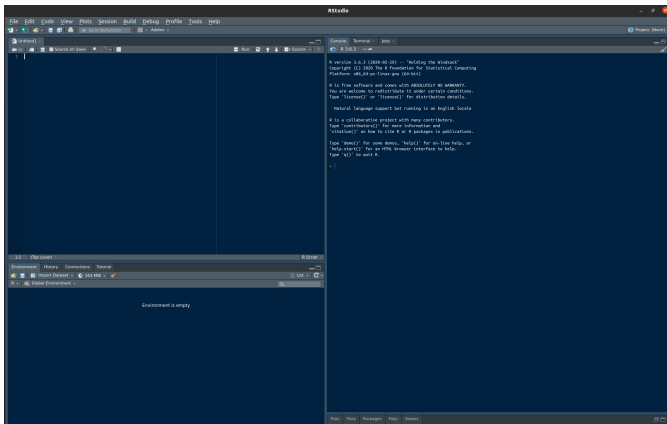 RStudio
File Edit Code View Plots Session Build Debug Profile Tools Help
Go to file/function
Addins
Project: (None)
Untitled1
Source on Save
Run
Source
1
1:1
(Top Level)
R Script
Environment History Connections Tutorial
Import Dataset
163 MiB
List
R
Global Environment
Environment is empty
Console Terminal Jobs
R 3.6.3 · ~/
R version 3.6.3 (2020-02-29) -- "Holding the Windsock"
Copyright (C) 2020 The R Foundation for Statistical Computing
Platform: x86_64-pc-linux-gnu (64-bit)
R is free software and comes with ABSOLUTELY NO WARRANTY.
You are welcome to redistribute it under certain conditions.
Type 'license()' or 'licence()' for distribution details.
Natural language support but running in an English locale
R is a collaborative project with many contributors.
Type 'contributors()' for more information and
'citation()' on how to cite R or R packages in publications.
Type 'demo()' for some demos, 'help()' for on-line help, or
'help.start()' for an HTML browser interface to help.
Type 'q()' to quit R.
>
Files Plots Packages Help Viewer